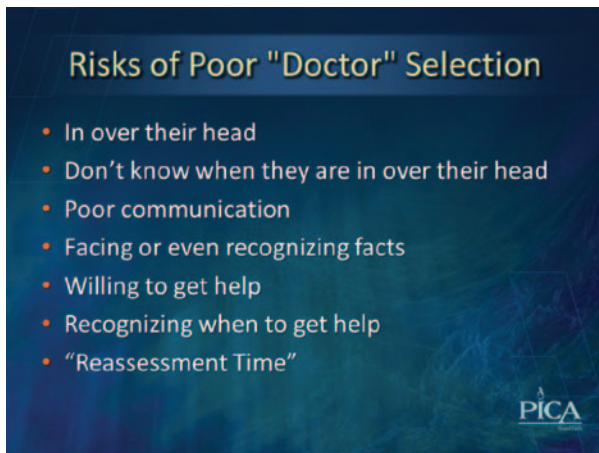 Risks of Poor "Doctor" Selection
• In over their head
• Don't know when they are in over their head
• Poor communication
• Facing or even recognizing facts
• Willing to get help
• Recognizing when to get help
• “Reassessment Time”
PICA